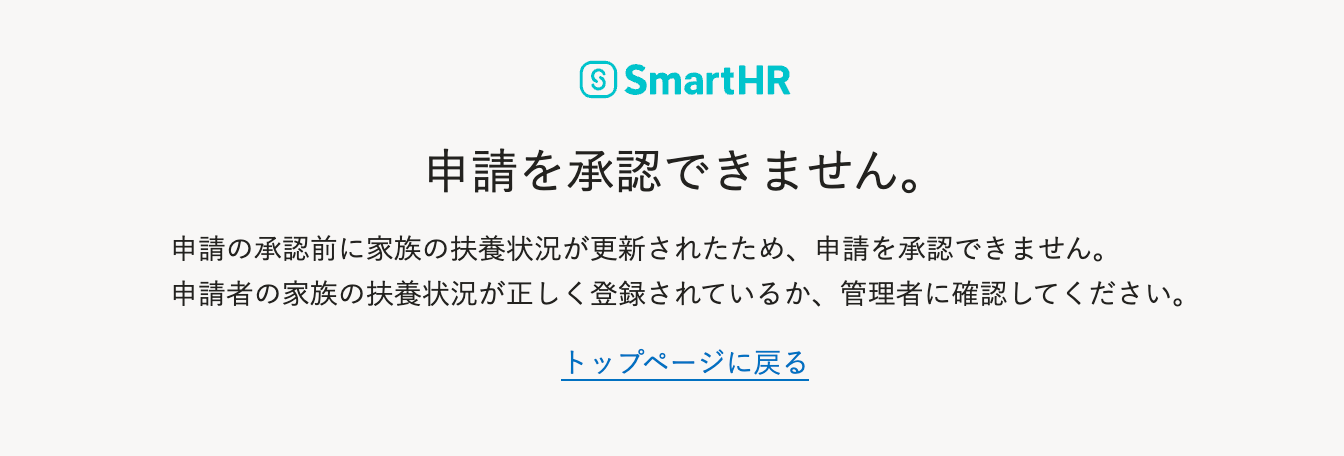 SmartHR
申請を承認できません。
申請の承認前に家族の扶養状況が更新されたため、申請を承認できません。
申請者の家族の扶養状況が正しく登録されているか、管理者に確認してください。
トップページに戻る